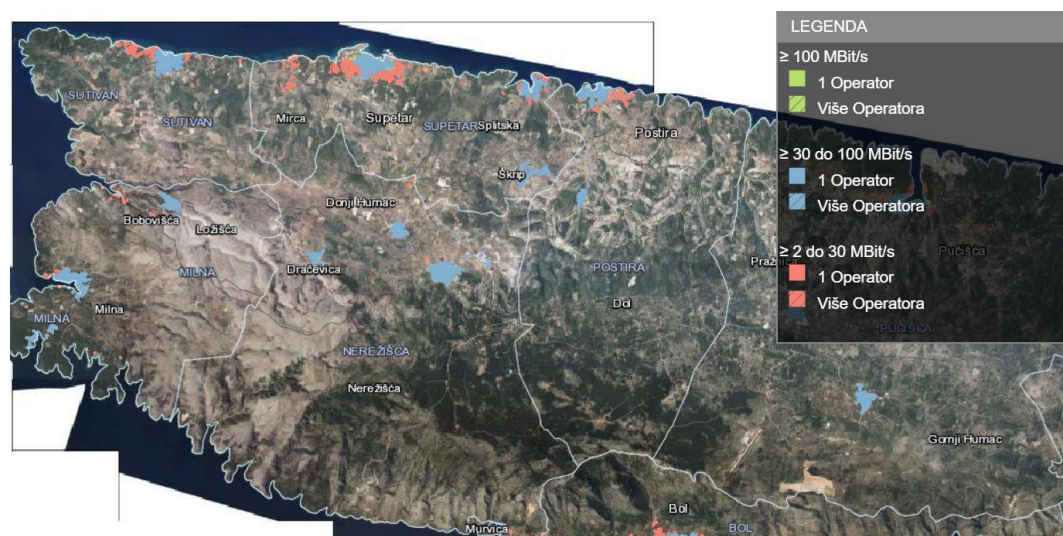 LEGENDA
≥ 100 MBit/s
1 Operator
Više Operatora
≥ 30 do 100 MBit/s
1 Operator
Više Operatora
≥ 2 do 30 MBit/s
1 Operator
Više Operatora
SUTIVAN
SUTIVAN
Mirca
Supetar
SUPETAR
Splitska
Postira
Škrip
Donji Humac
Bobovišća
Ložišća
MILNA
Dračevica
POSTIRA
Pražnica
Pučišća
Milna
MILNA
Dol
PUČIŠĆA
NEREŽIŠĆA
Nerežišća
Gornji Humac
Bol
Murvica
BOL